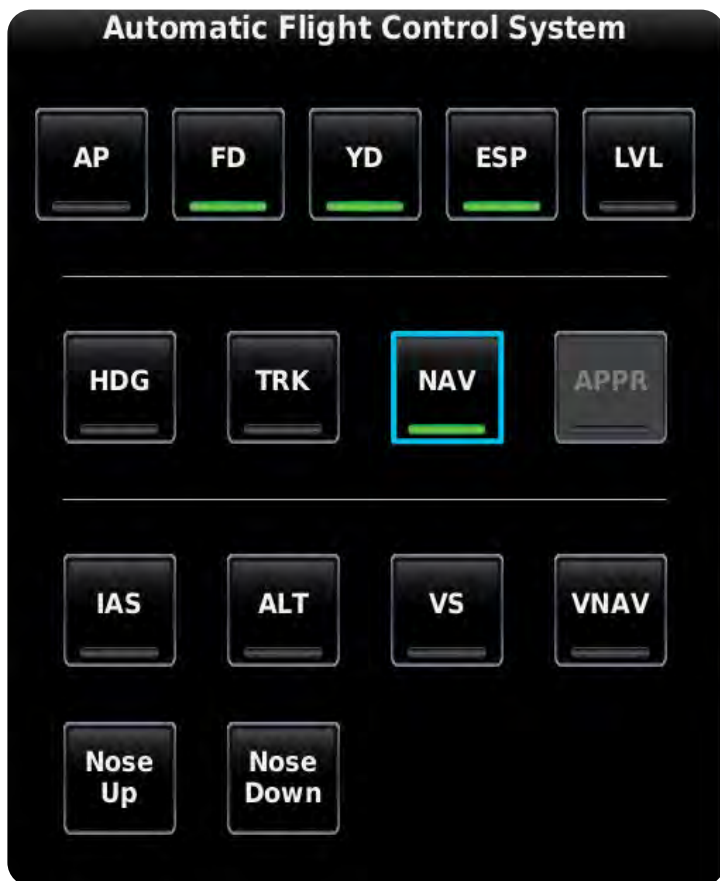 Automatic Flight Control System
AP FD YD ESP LVL
HDG TRK NAV APPR
IAS ALT VS VNAV
Nose Up Nose Down